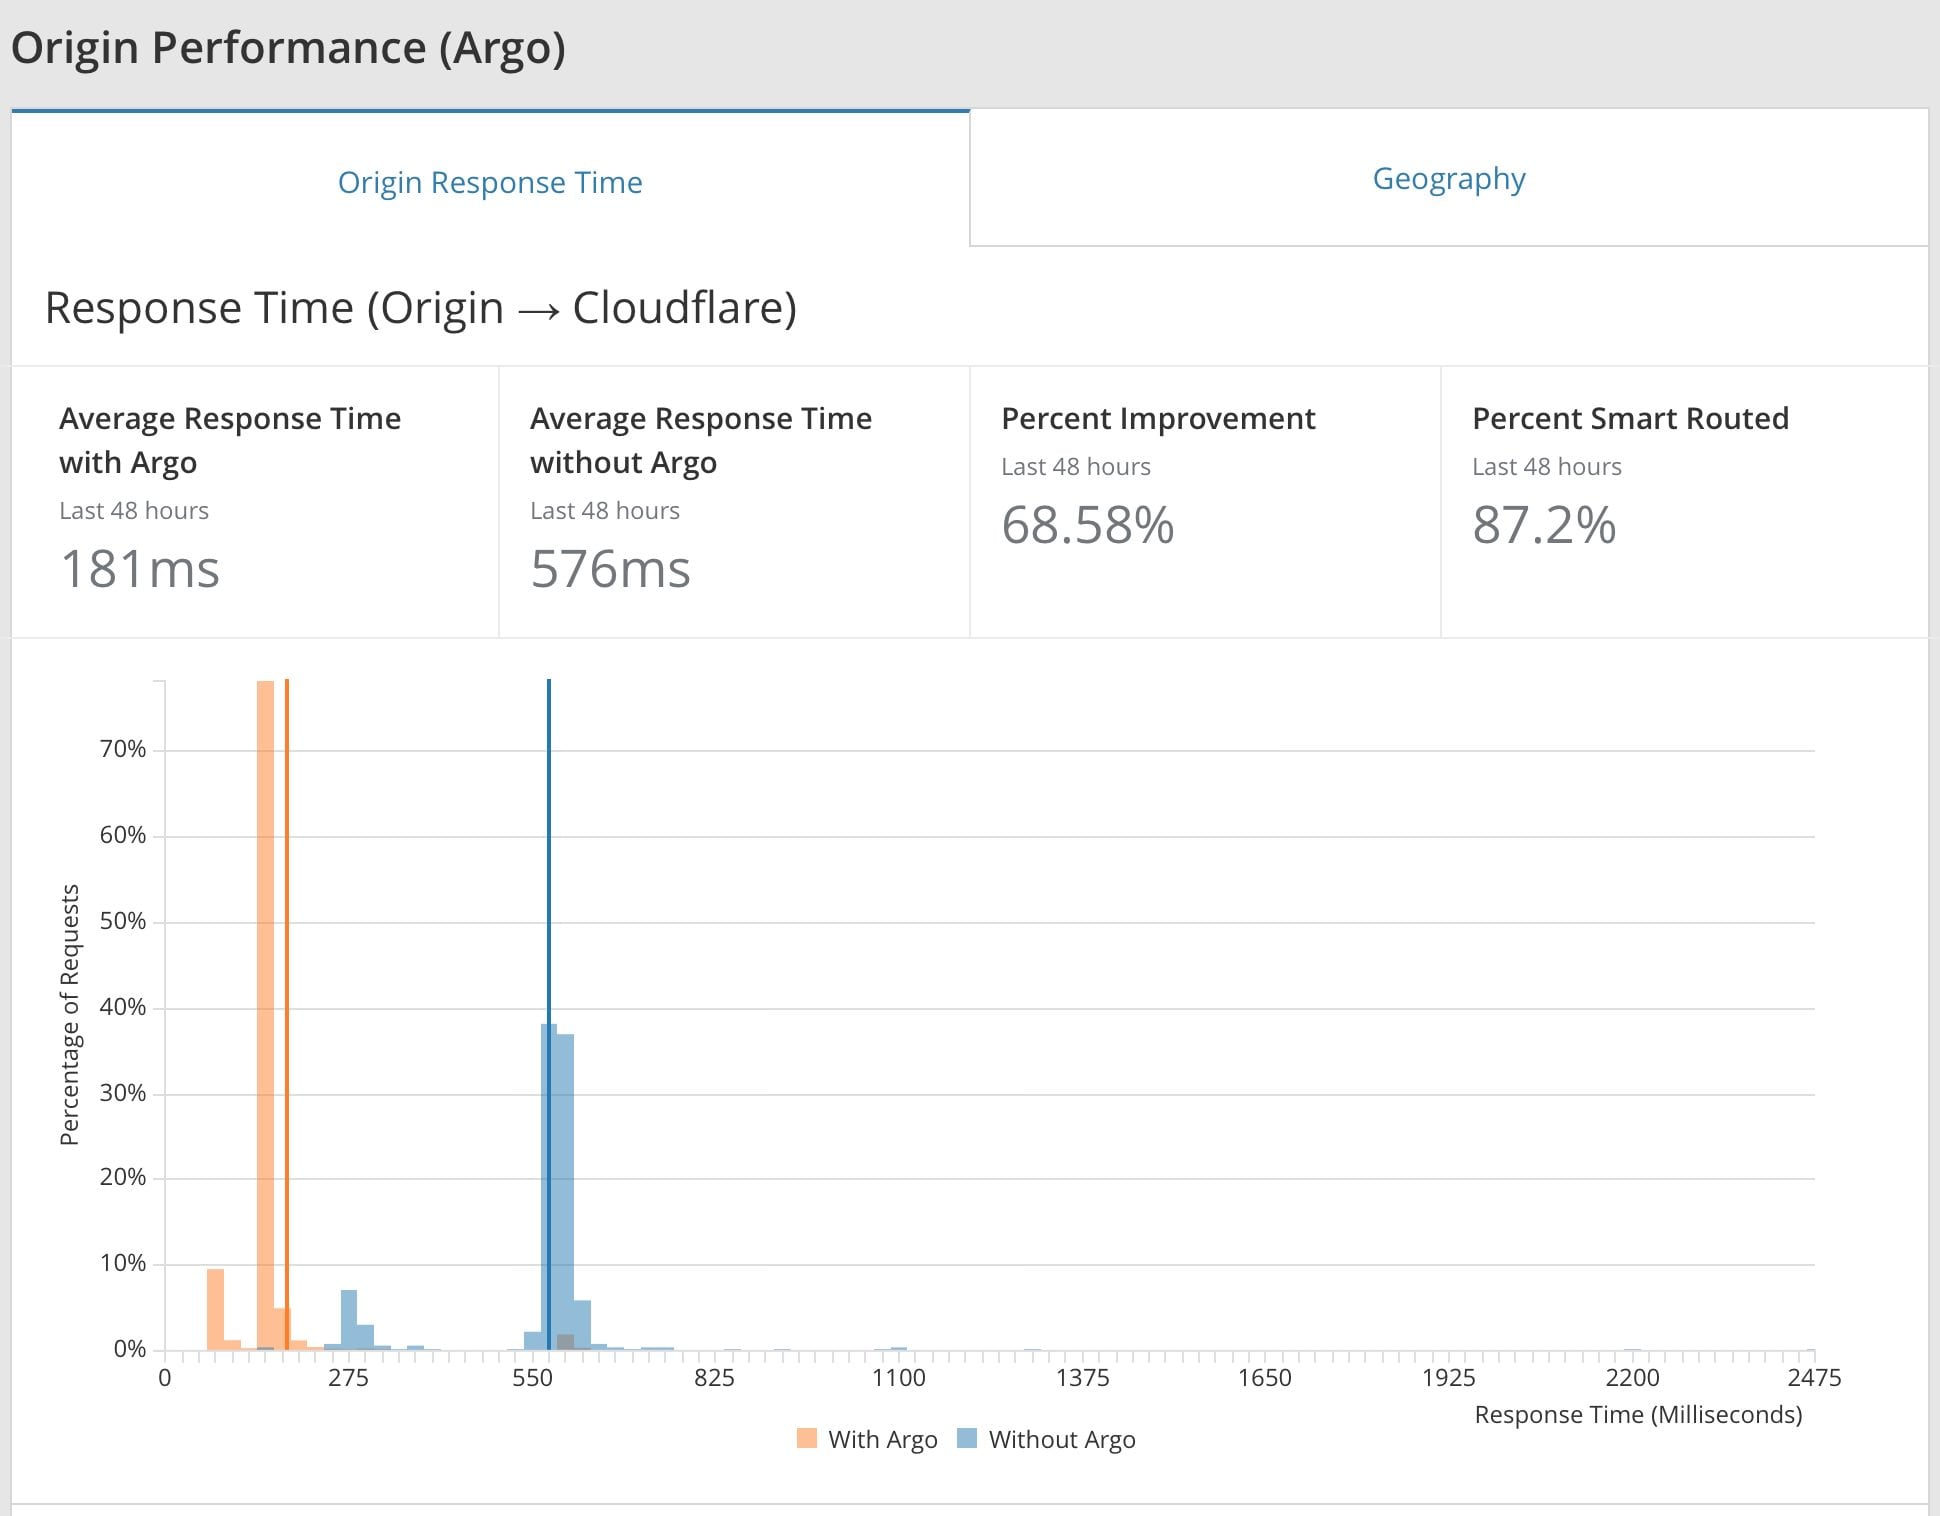 Origin Performance (Argo)
Origin Response Time
Geography
Response Time (Origin → Cloudflare)
Average Response Time
with Argo
Last 48 hours
181ms
Average Response Time
without Argo
Last 48 hours
576ms
Percent Improvement
Last 48 hours
68.58%
Percent Smart Routed
Last 48 hours
87.2%
Percentage of Requests
70%
60%
50%
40%
30%
20%
10%
0%
0 275 550 825 1100 1375 1650 1925 2200 2475
Response Time (Milliseconds)
With Argo Without Argo